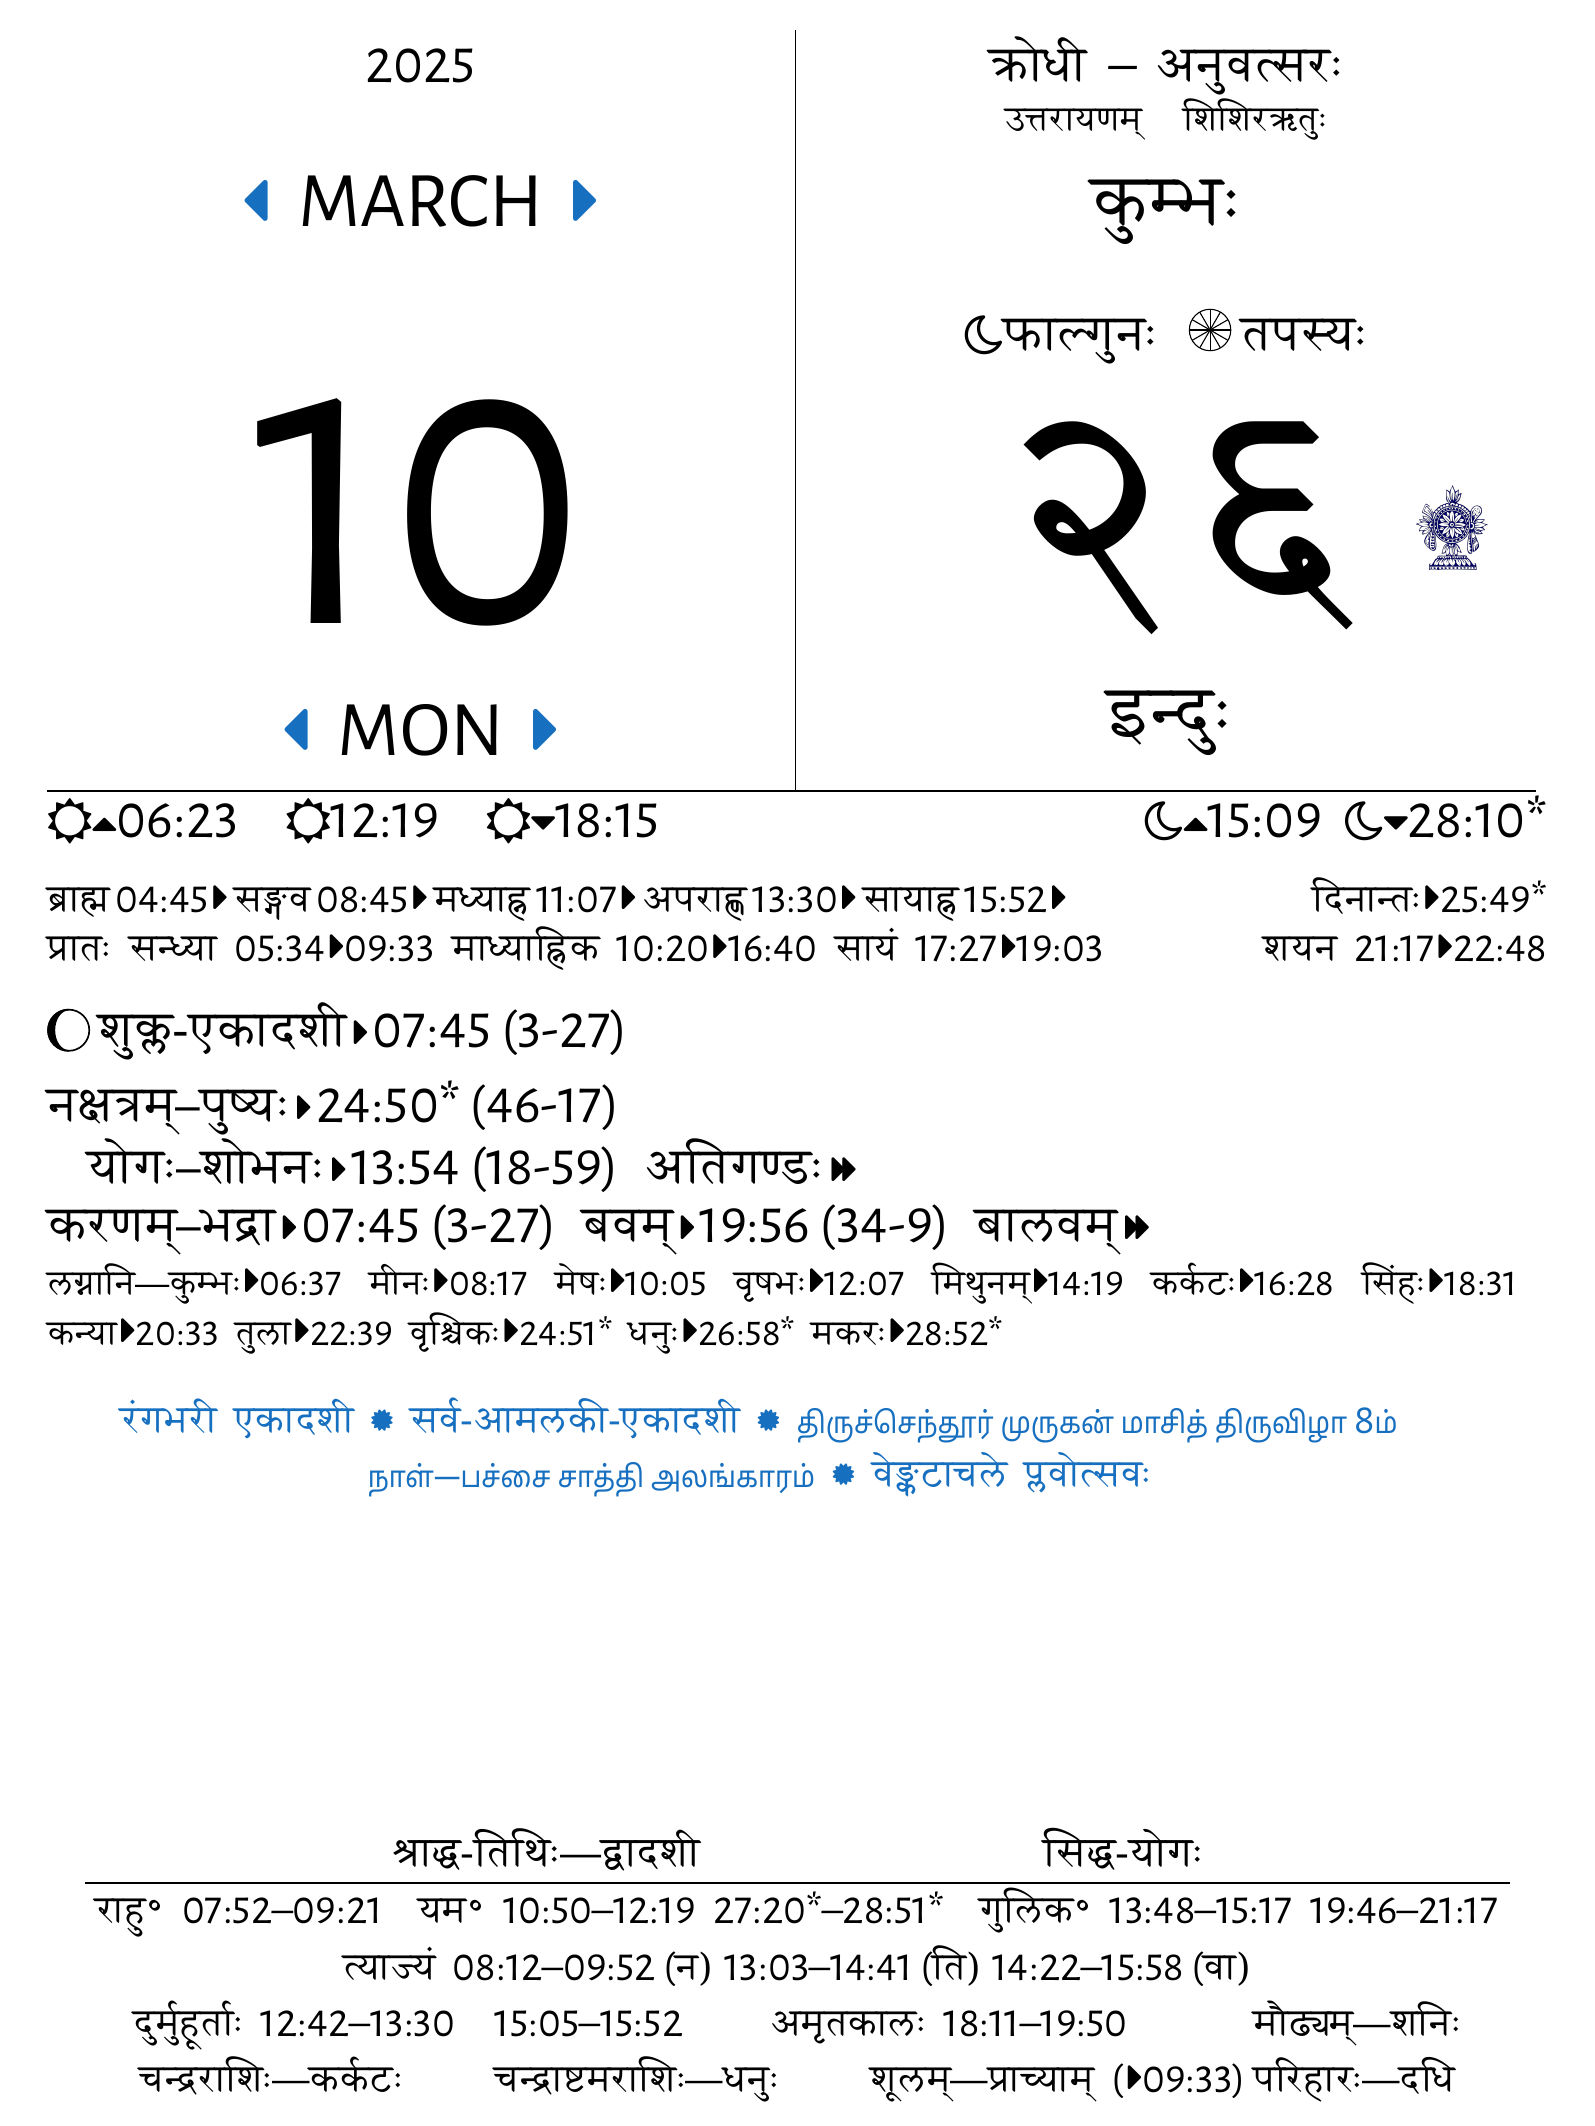 2025
MARCH
10
MON
क्रोधी – अनुवत्सरः
उत्तरायणम् शिशिरऋतुः
कुम्भः
फाल्गुनः तपस्यः
२६
इन्दुः
06:23 12:19 18:15 15:09 28:10*
ब्राह्म 04:45 सङ्गव 08:45 मध्याह्न 11:07 अपराह्ण 13:30 सायाह्न 15:52 दिनान्तः 25:49*
प्रातः सन्ध्या 05:34 09:33 माध्याह्निक 10:20 16:40 सायं 17:27 19:03 शयन 21:17 22:48
शुक्ल-एकादशी 07:45 (3-27)
नक्षत्रम्–पुष्यः 24:50* (46-17)
योगः–शोभनः 13:54 (18-59) अतिगण्डः
करणम्–भद्रा 07:45 (3-27) बवम् 19:56 (34-9) बालवम्
लग्नानि—कुम्भः 06:37 मीनः 08:17 मेषः 10:05 वृषभः 12:07 मिथुनम् 14:19 कर्कटः 16:28 सिंहः 18:31
कन्या 20:33 तुला 22:39 वृश्चिकः 24:51* धनुः 26:58* मकरः 28:52*
रंगभरी एकादशी ✹ सर्व-आमलकी-एकादशी ✹ திருச்செந்தூர் முருகன் மாசித் திருவிழா 8ம்
நாள்—பச்சை சாத்தி அலங்காரம் ✹ वेङ्कटाचले प्लवोत्सवः
श्राद्ध-तिथिः—द्वादशी सिद्ध-योगः
राहु॰ 07:52–09:21 यम॰ 10:50–12:19 27:20*–28:51* गुलिक॰ 13:48–15:17 19:46–21:17
त्याज्यं 08:12–09:52 (न) 13:03–14:41 (ति) 14:22–15:58 (वा)
दुर्मुहूर्ताः 12:42–13:30 15:05–15:52 अमृतकालः 18:11–19:50 मौढ्यम्—शनिः
चन्द्रराशिः—कर्कटः चन्द्राष्टमराशिः—धनुः शूलम्—प्राच्याम् (09:33) परिहारः—दधि